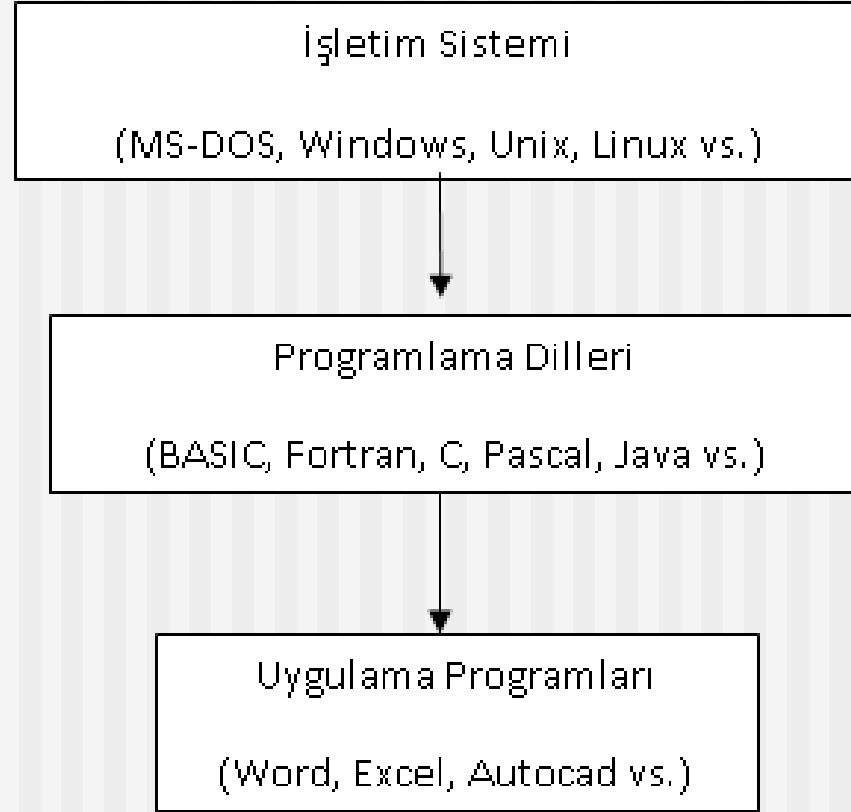 İşletim Sistemi
(MS-DOS, Windows, Unix, Linux vs.)
Programlama Dilleri
(BASIC, Fortran, C, Pascal, Java vs.)
Uygulama Programları
(Word, Excel, Autocad vs.)